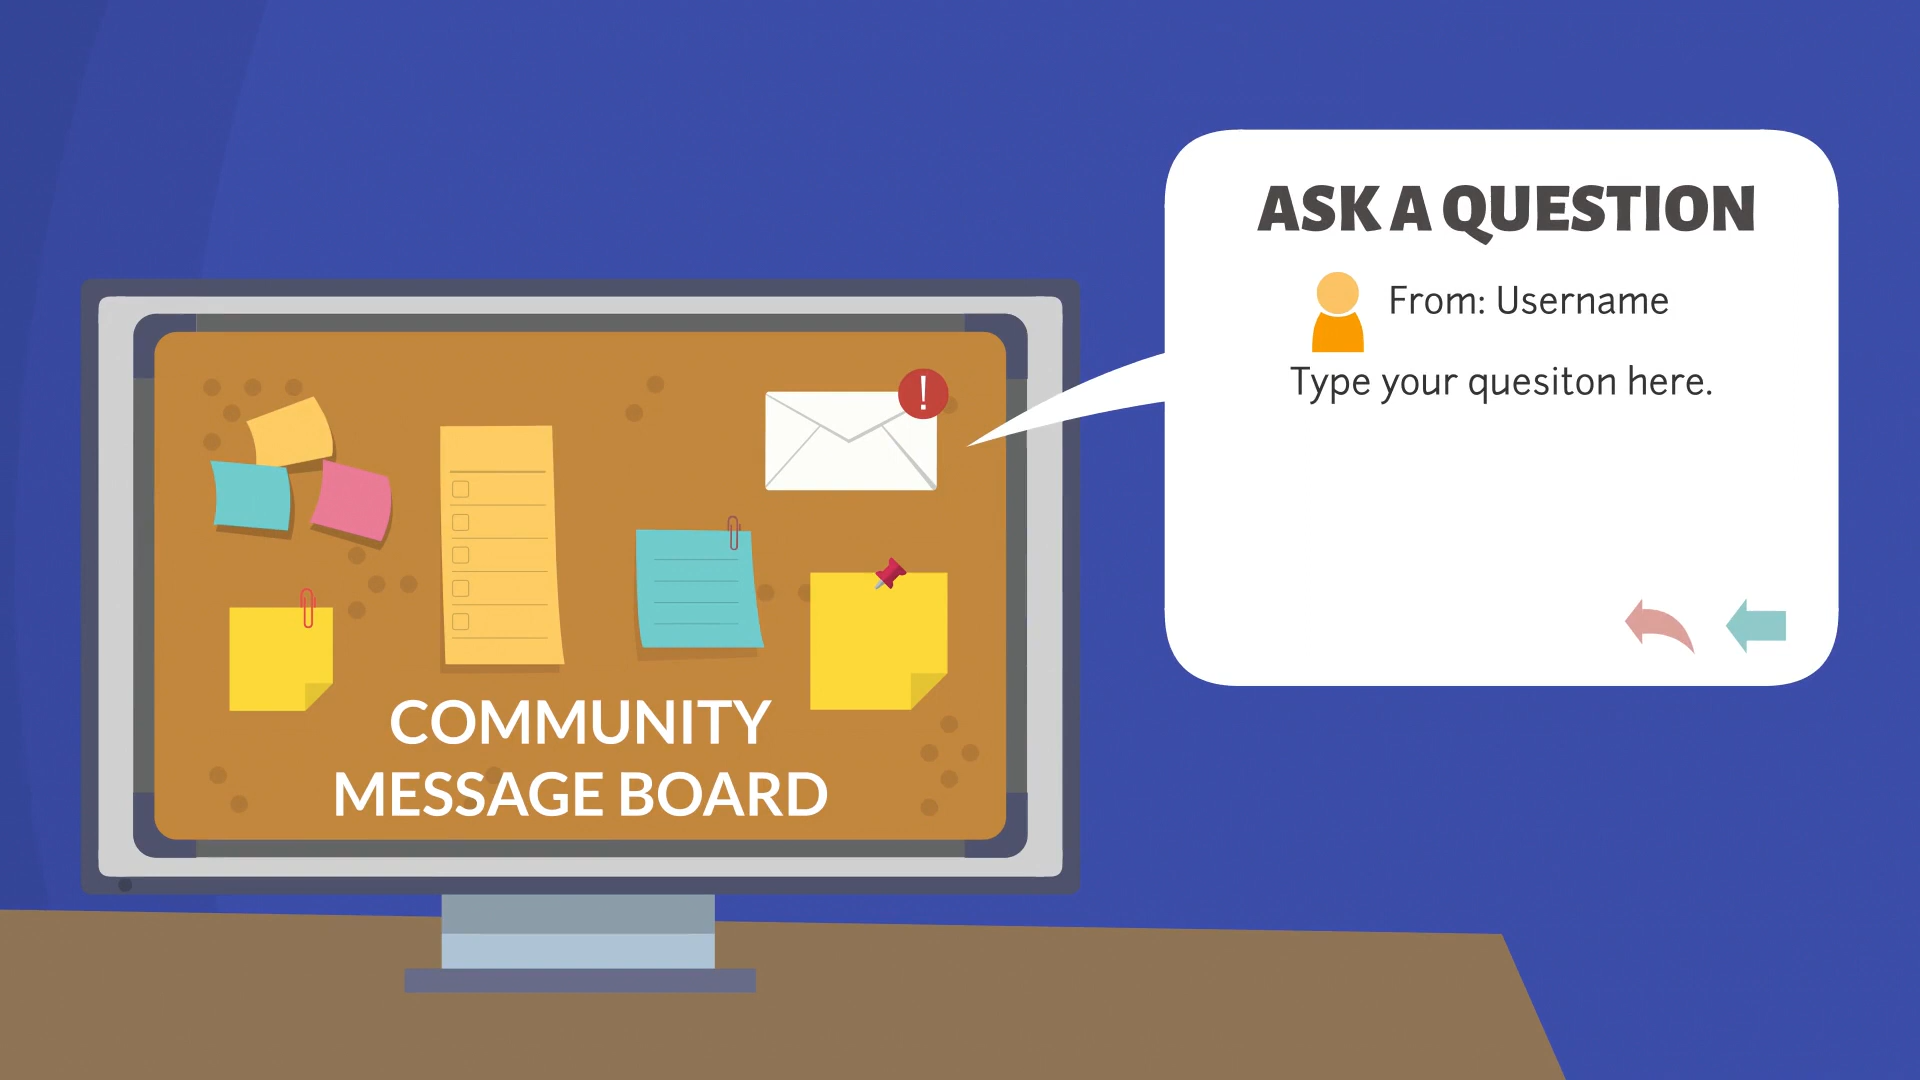 ASK A QUESTION
From: Username
Type your quesiton here.
!
COMMUNITY
MESSAGE BOARD